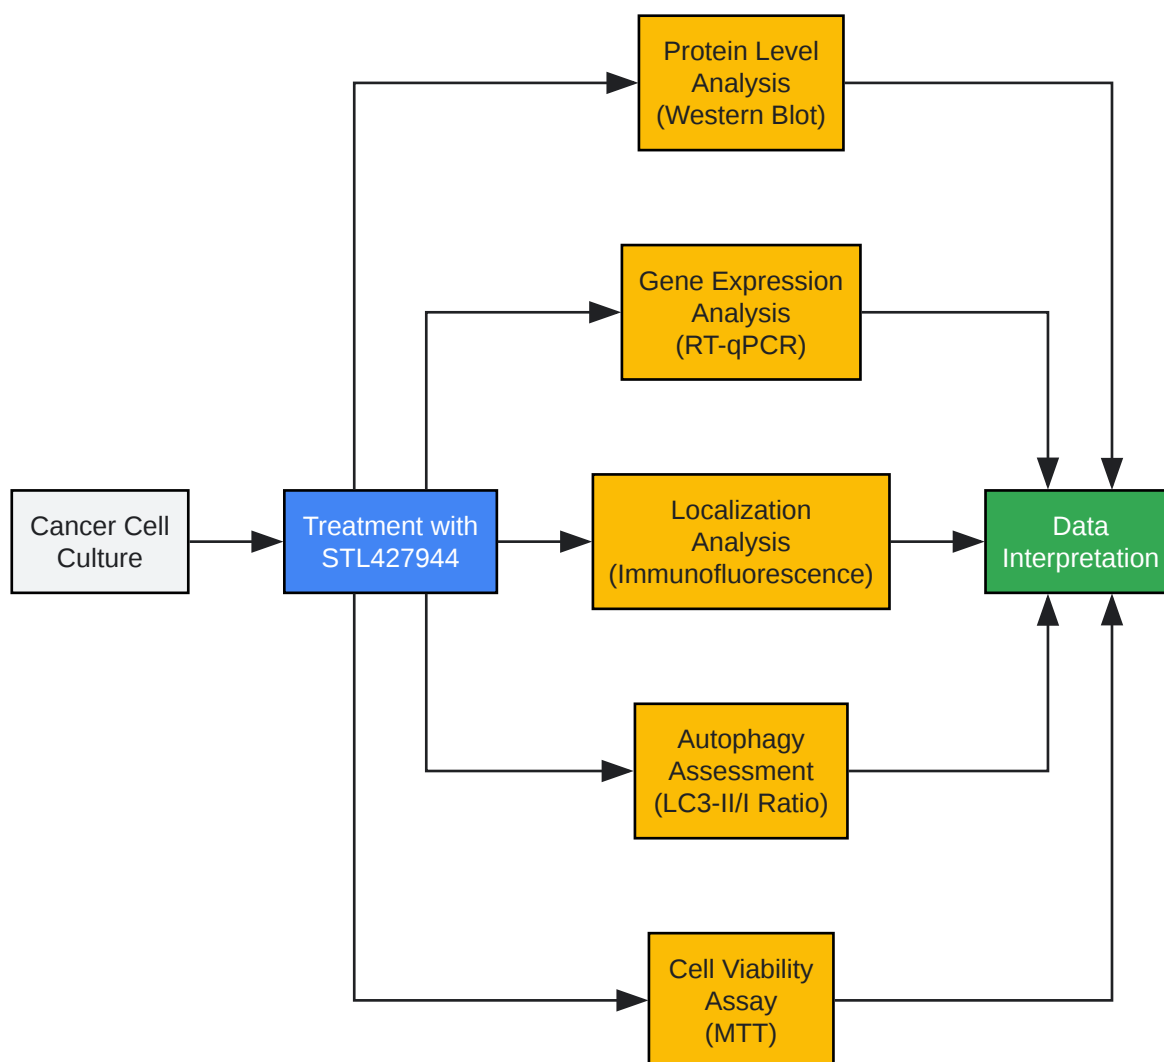 Protein Level
Analysis
(Western Blot)
Gene Expression
Analysis
(RT-qPCR)
Cancer Cell
Culture
Treatment with
STL427944
Localization
Analysis
(Immunofluorescence)
Data
Interpretation
Autophagy
Assessment
(LC3-II/I Ratio)
Cell Viability
Assay
(MTT)